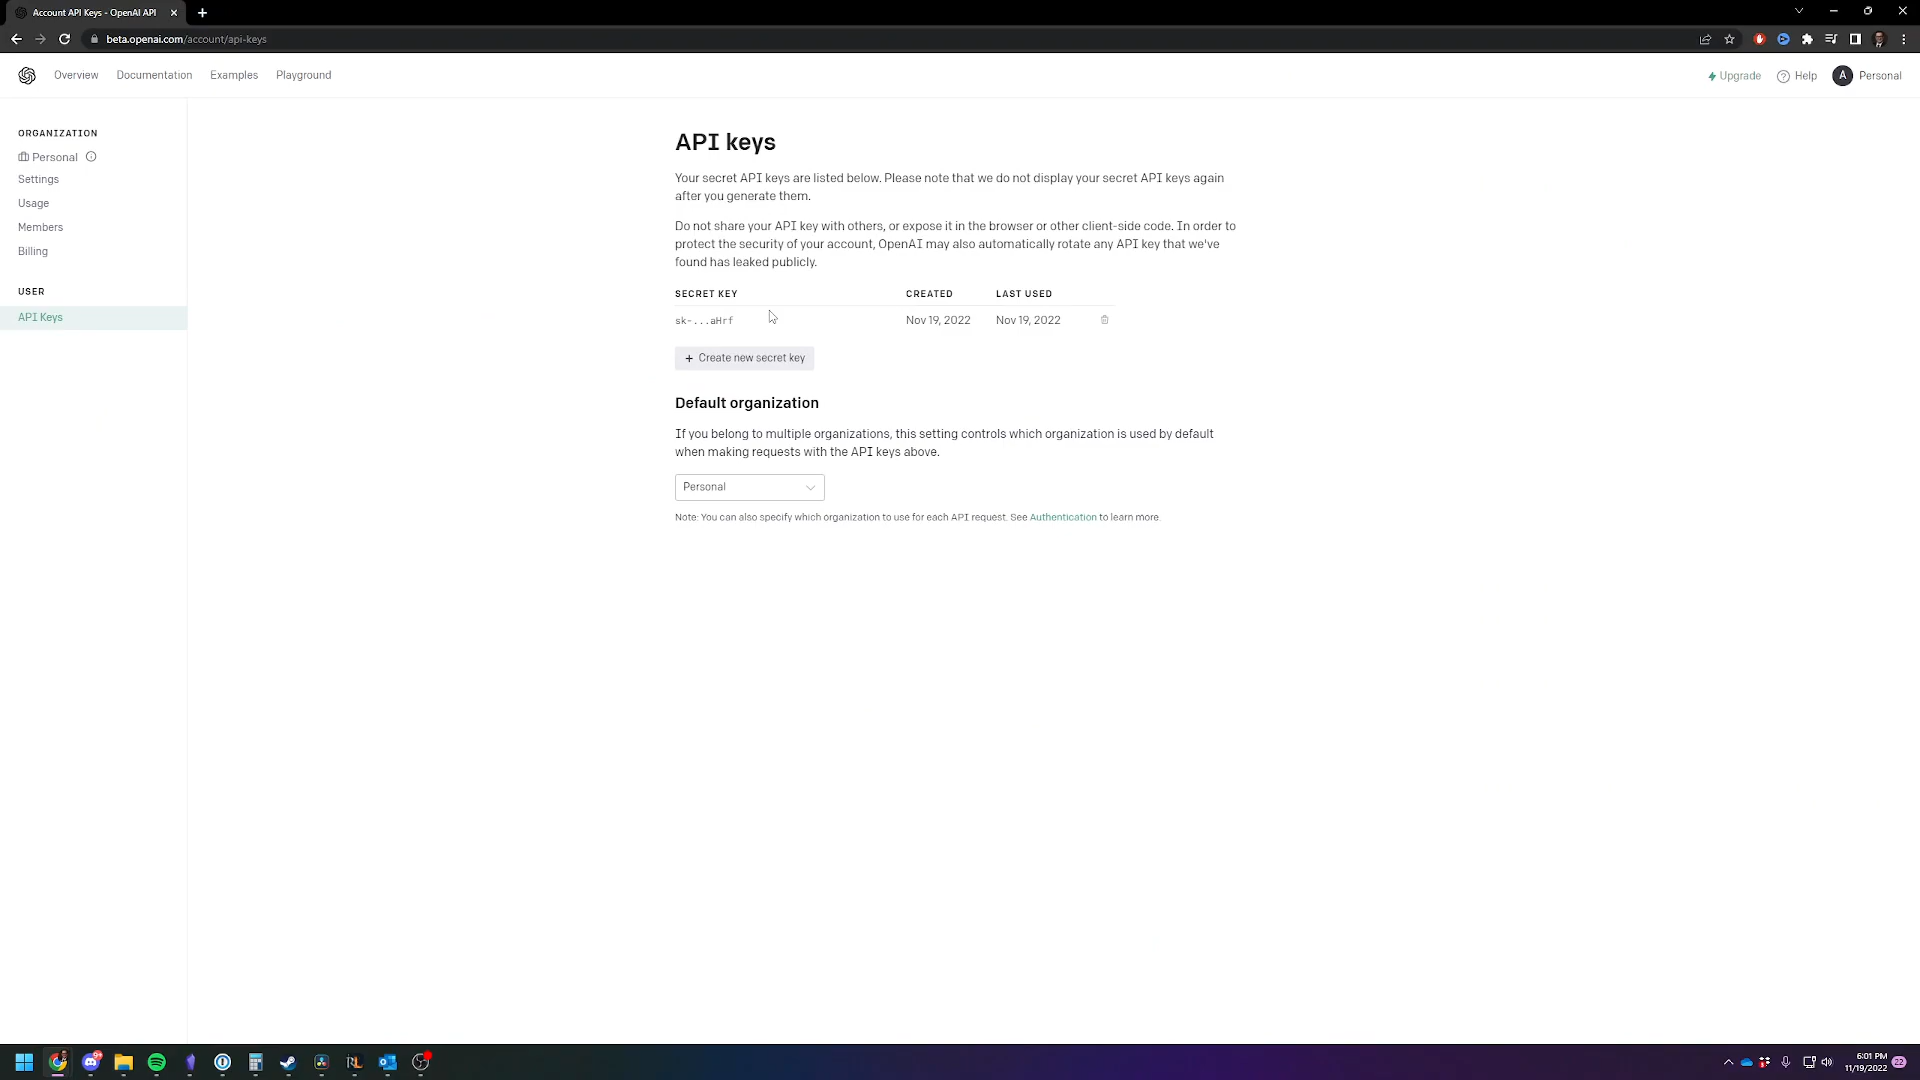 Account API Keys - OpenAI API
beta.openai.com/account/api-keys
Overview Documentation Examples Playground
Upgrade Help A Personal
ORGANIZATION
Personal
Settings
Usage
Members
Billing
USER
API Keys
API keys
Your secret API keys are listed below. Please note that we do not display your secret API keys again
after you generate them.
Do not share your API key with others, or expose it in the browser or other client-side code. In order to
protect the security of your account, OpenAI may also automatically rotate any API key that we've
found has leaked publicly.
SECRET KEY CREATED LAST USED
sk-...aHrf Nov 19, 2022 Nov 19, 2022
+ Create new secret key
Default organization
If you belong to multiple organizations, this setting controls which organization is used by default
when making requests with the API keys above.
Personal
Note: You can also specify which organization to use for each API request. See Authentication to learn more.
6:01 PM
11/19/2022
22